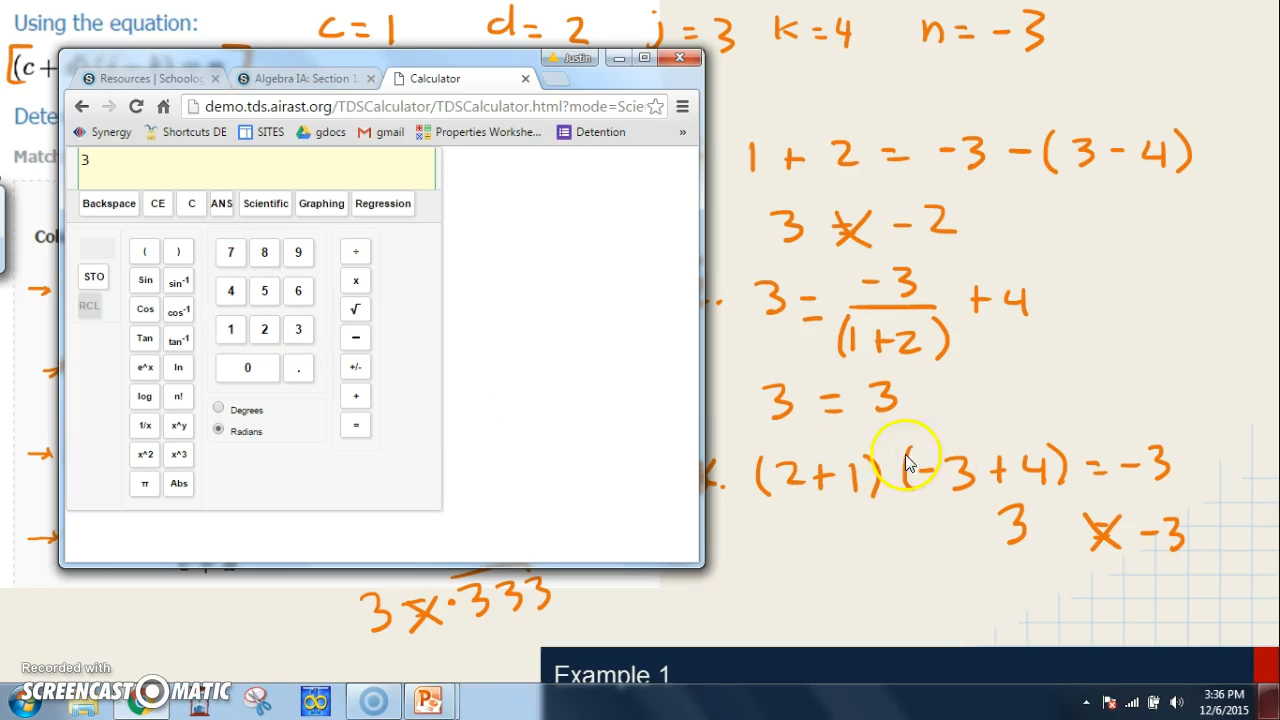 Using the equation:
c = 1 d = 2 j = 3 k = 4 n = -3
[(c +
Dete
Matc
Col
Justin
Resources | Schoolog
Algebra IA: Section 1
Calculator
demo.tds.airast.org/TDSCalculator/TDSCalculator.html?mode=Scie
Synergy Shortcuts DE SITES gdocs gmail Properties Workshe... Detention »
3
Backspace CE C ANS Scientific Graphing Regression
( ) 7 8 9 ÷
STO Sin sin-1 4 5 6 x
RCL Cos cos-1 1 2 3 √
Tan tan-1 −
e^x ln 0 . +/-
log n! Degrees +
1/x x^y Radians =
x^2 x^3
π Abs
1 + 2 = -3 - (3 - 4)
3 = -2
3 = -3 / (1+2) + 4
3 = 3
(2+1)(-3+4) = -3
3 = -3
3 = .333
Example 1
Recorded with
SCREENCAST MATIC
3:36 PM
12/6/2015